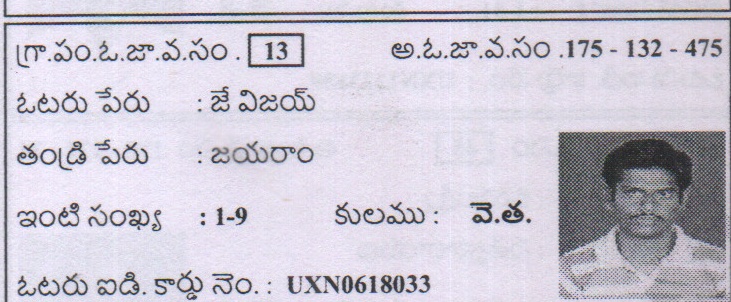 గ్రా.పం.ఓ.జా.వ.సం . 13 అ.ఓ.జా.వ.సం .175 - 132 - 475
ఓటరు పేరు : జే విజయ్
తండ్రి పేరు : జయరాం
ఇంటి సంఖ్య : 1-9 కులము : వె.త.
ఓటరు ఐడి. కార్డు నెం. : UXN0618033